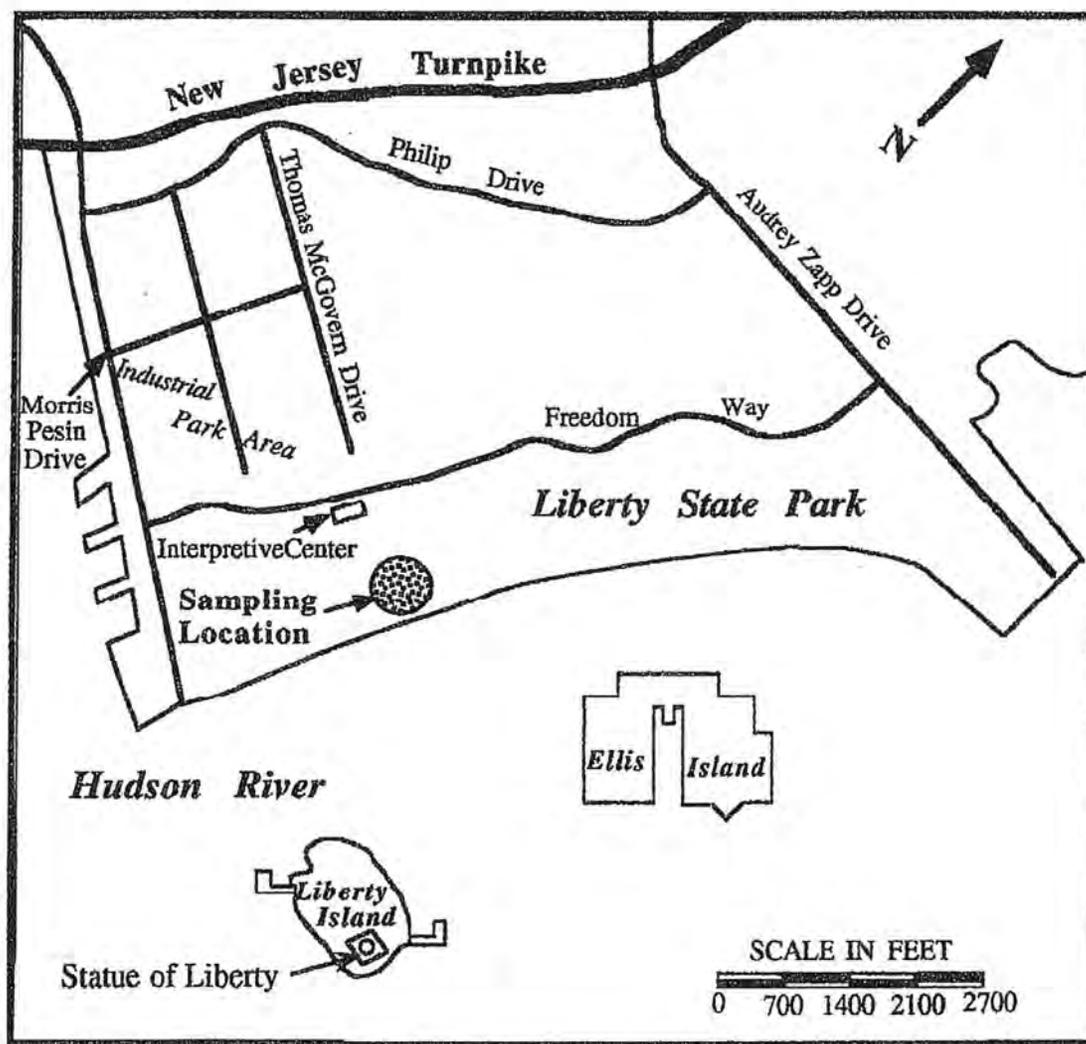 New Jersey Turnpike
N
Philip Drive
Thomas McGovern Drive
Audrey Zapp Drive
Industrial
Park Area
Morris
Pesin
Drive
Freedom Way
Liberty State Park
InterpretiveCenter
Sampling
Location
Ellis Island
Hudson River
Liberty
Island
Statue of Liberty
SCALE IN FEET
0 700 1400 2100 2700